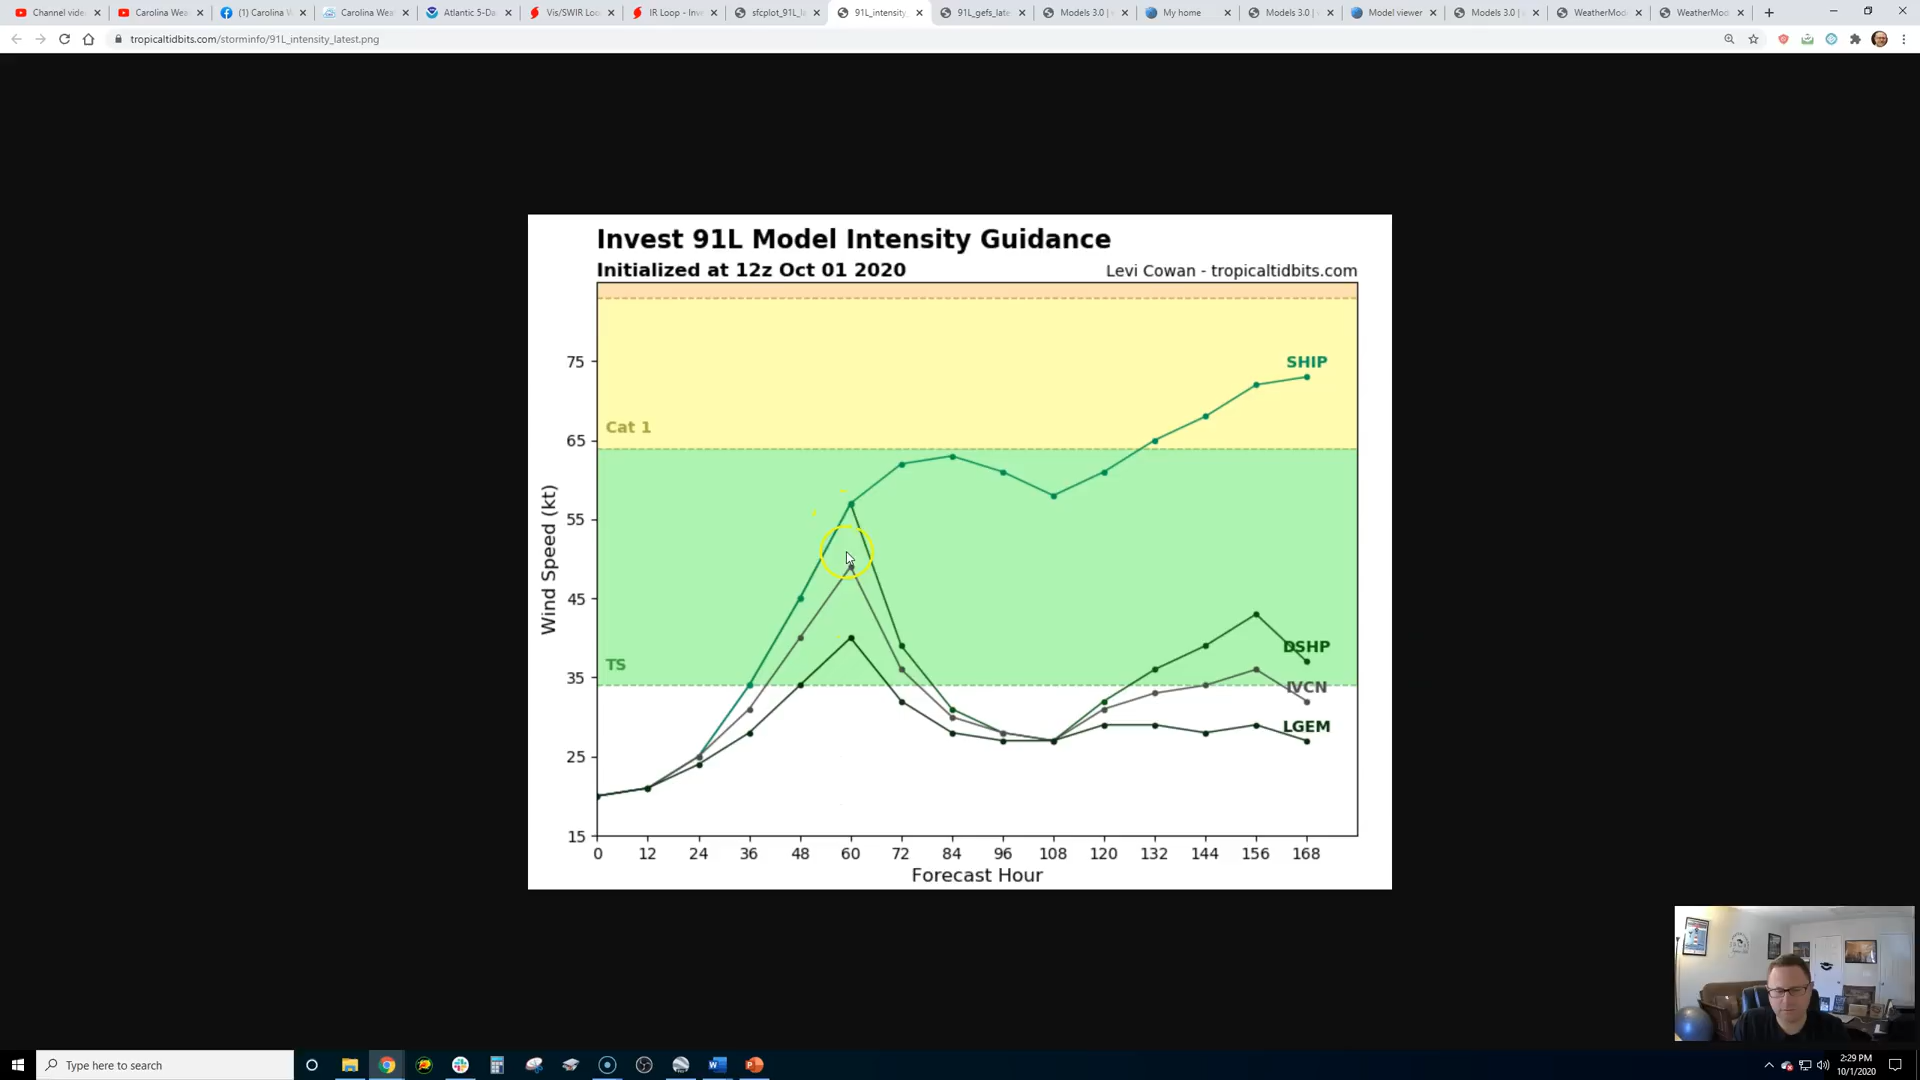 Channel vide
Carolina Wea
(1) Carolina W
Carolina Wea
Atlantic 5-Da
Vis/SWIR Loo
IR Loop - Inve
sfcplot_91L_la
91L_intensity_
91L_gefs_late
Models 3.0 |
My home
Models 3.0 |
Model viewer
Models 3.0 |
WeatherMod
WeatherMod
tropicaltidbits.com/storminfo/91L_intensity_latest.png
Invest 91L Model Intensity Guidance
Initialized at 12z Oct 01 2020
Levi Cowan - tropicaltidbits.com
75
65
55
45
35
25
15
Wind Speed (kt)
Cat 1
TS
SHIP
DSHP
IVCN
LGEM
0 12 24 36 48 60 72 84 96 108 120 132 144 156 168
Forecast Hour
Type here to search
2:29 PM
10/1/2020